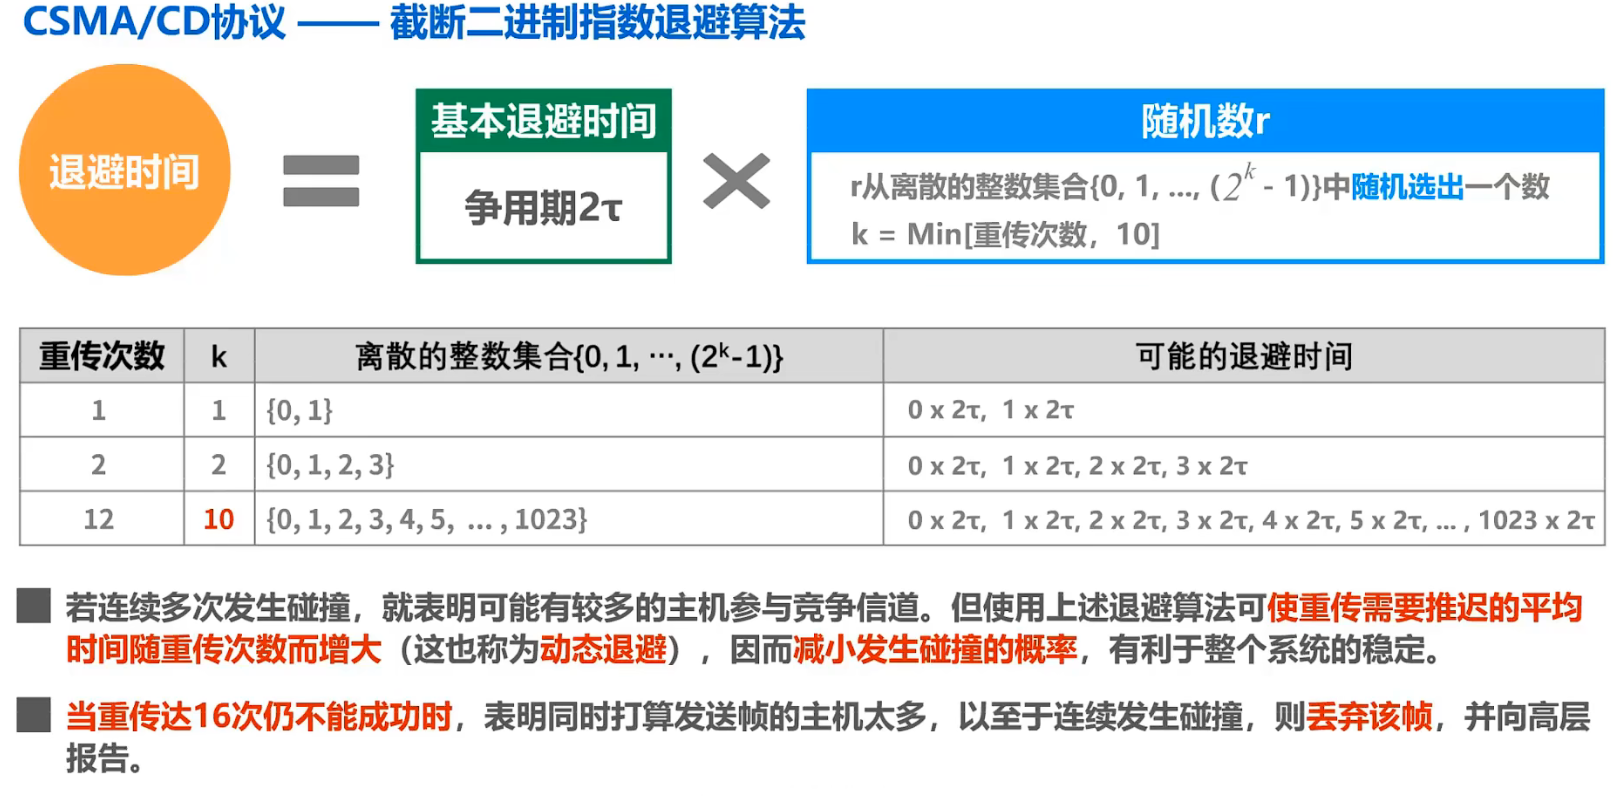 CSMA/CD协议 —— 截断二进制指数退避算法
退避时间
=
基本退避时间
争用期2τ
×
随机数r
r从离散的整数集合{0, 1, ..., (2^k - 1)}中随机选出一个数
k = Min[重传次数，10]
重传次数 k 离散的整数集合{0, 1, ···, (2^k-1)} 可能的退避时间
1 1 {0, 1} 0 x 2τ, 1 x 2τ
2 2 {0, 1, 2, 3} 0 x 2τ, 1 x 2τ, 2 x 2τ, 3 x 2τ
12 10 {0, 1, 2, 3, 4, 5, ... , 1023} 0 x 2τ, 1 x 2τ, 2 x 2τ, 3 x 2τ, 4 x 2τ, 5 x 2τ, ... , 1023 x 2τ
■ 若连续多次发生碰撞，就表明可能有较多的主机参与竞争信道。但使用上述退避算法可使重传需要推迟的平均
时间随重传次数而增大（这也称为动态退避），因而减小发生碰撞的概率，有利于整个系统的稳定。
■ 当重传达16次仍不能成功时，表明同时打算发送帧的主机太多，以至于连续发生碰撞，则丢弃该帧，并向高层
报告。